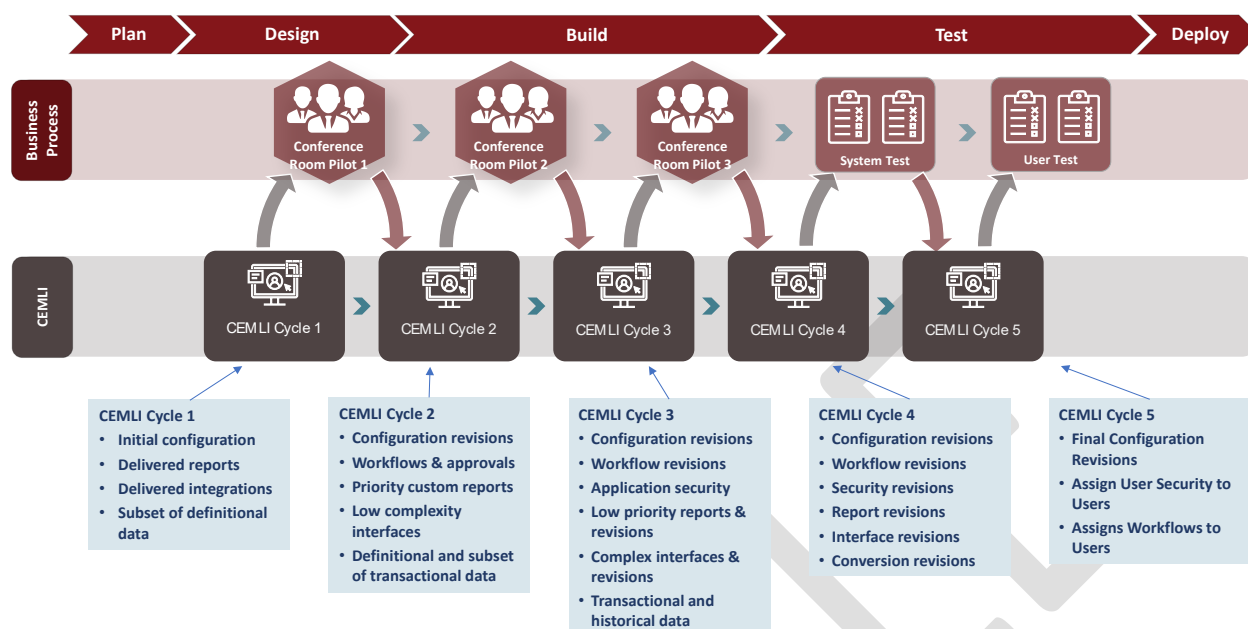 Plan
Design
Build
Test
Deploy
Business
Process
Conference
Room Pilot 1
Conference
Room Pilot 2
Conference
Room Pilot 3
System Test
User Test
CEMLI
CEMLI Cycle 1
CEMLI Cycle 2
CEMLI Cycle 3
CEMLI Cycle 4
CEMLI Cycle 5
CEMLI Cycle 1
• Initial configuration
• Delivered reports
• Delivered integrations
• Subset of definitional
data
CEMLI Cycle 2
• Configuration revisions
• Workflows & approvals
• Priority custom reports
• Low complexity
interfaces
• Definitional and subset
of transactional data
CEMLI Cycle 3
• Configuration revisions
• Workflow revisions
• Application security
• Low priority reports &
revisions
• Complex interfaces &
revisions
• Transactional and
historical data
CEMLI Cycle 4
• Configuration revisions
• Workflow revisions
• Security revisions
• Report revisions
• Interface revisions
• Conversion revisions
CEMLI Cycle 5
• Final Configuration
Revisions
• Assign User Security to
Users
• Assigns Workflows to
Users